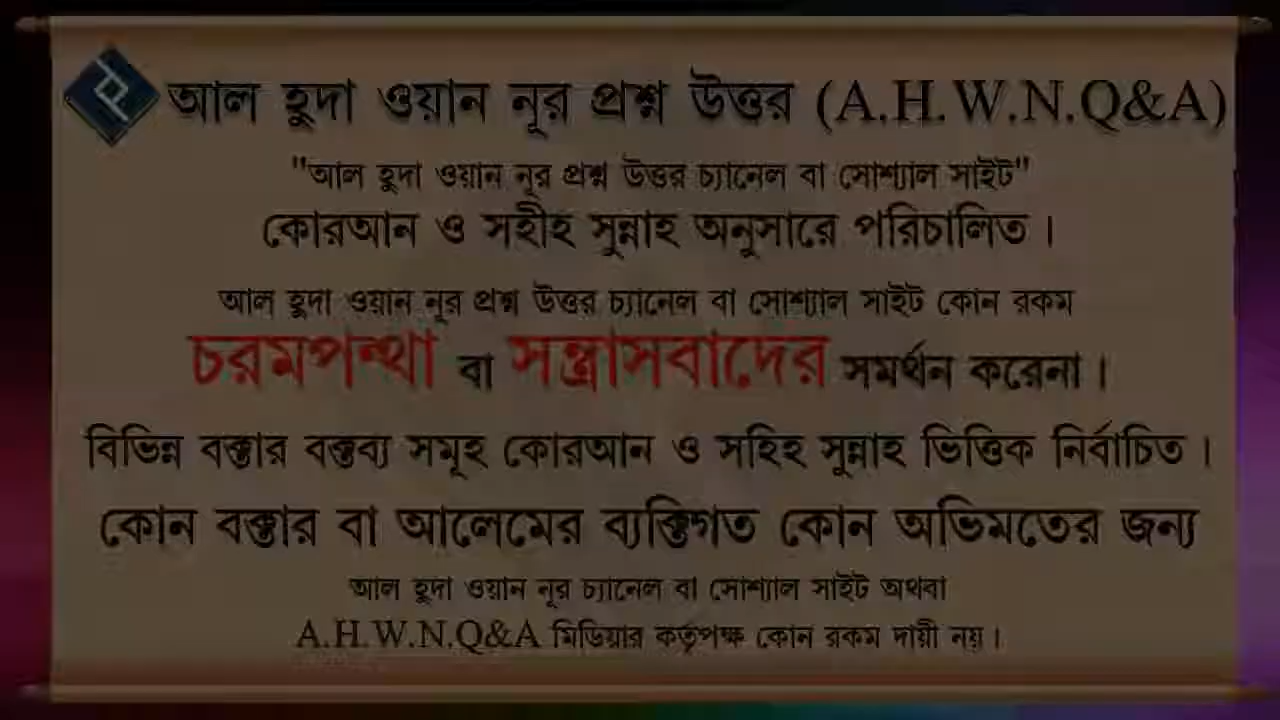 আল হুদা ওয়ান নূর প্রশ্ন উত্তর (A.H.W.N.Q&A)
"আল হুদা ওয়ান নূর প্রশ্ন উত্তর চ্যানেল বা সোশ্যাল সাইট"
কোরআন ও সহীহ সুন্নাহ অনুসারে পরিচালিত ।
আল হুদা ওয়ান নূর প্রশ্ন উত্তর চ্যানেল বা সোশ্যাল সাইট কোন রকম
চরমপন্থা বা সন্ত্রাসবাদের সমর্থন করেনা ।
বিভিন্ন বক্তার বক্তব্য সমূহ কোরআন ও সহিহ সুন্নাহ ভিত্তিক নির্বাচিত ।
কোন বক্তার বা আলেমের ব্যক্তিগত কোন অভিমতের জন্য
আল হুদা ওয়ান নূর চ্যানেল বা সোশ্যাল সাইট অথবা
A.H.W.N.Q&A মিডিয়ার কর্তৃপক্ষ কোন রকম দায়ী নয় ।